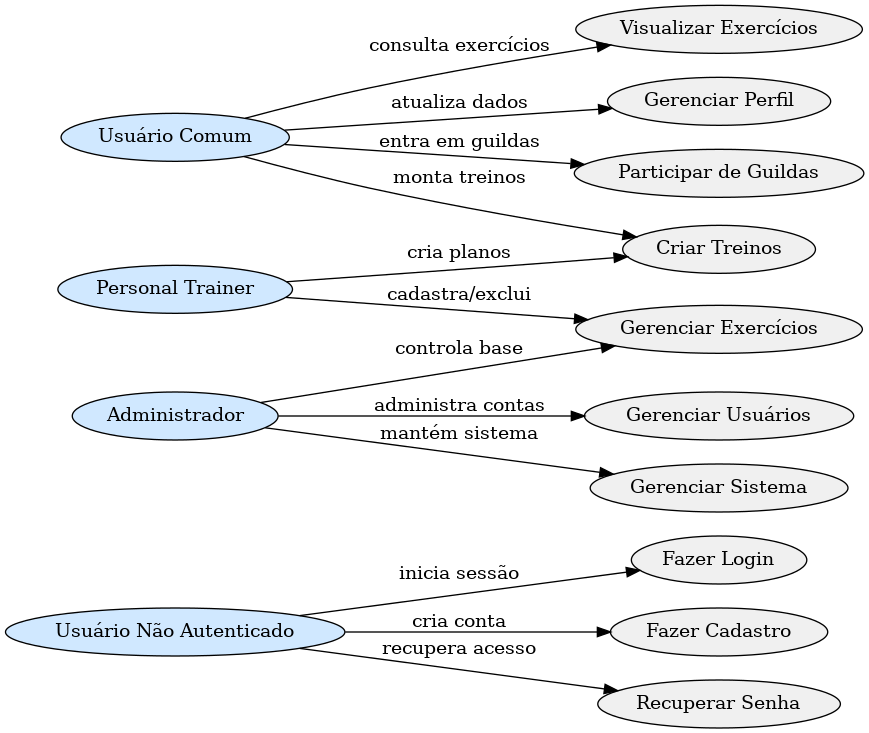 Visualizar Exercícios
consulta exercícios
Gerenciar Perfil
atualiza dados
Usuário Comum
entra em guildas
Participar de Guildas
monta treinos
Criar Treinos
cria planos
Personal Trainer
cadastra/exclui
Gerenciar Exercícios
controla base
administra contas
Administrador
Gerenciar Usuários
mantém sistema
Gerenciar Sistema
Fazer Login
inicia sessão
cria conta
Usuário Não Autenticado
Fazer Cadastro
recupera acesso
Recuperar Senha